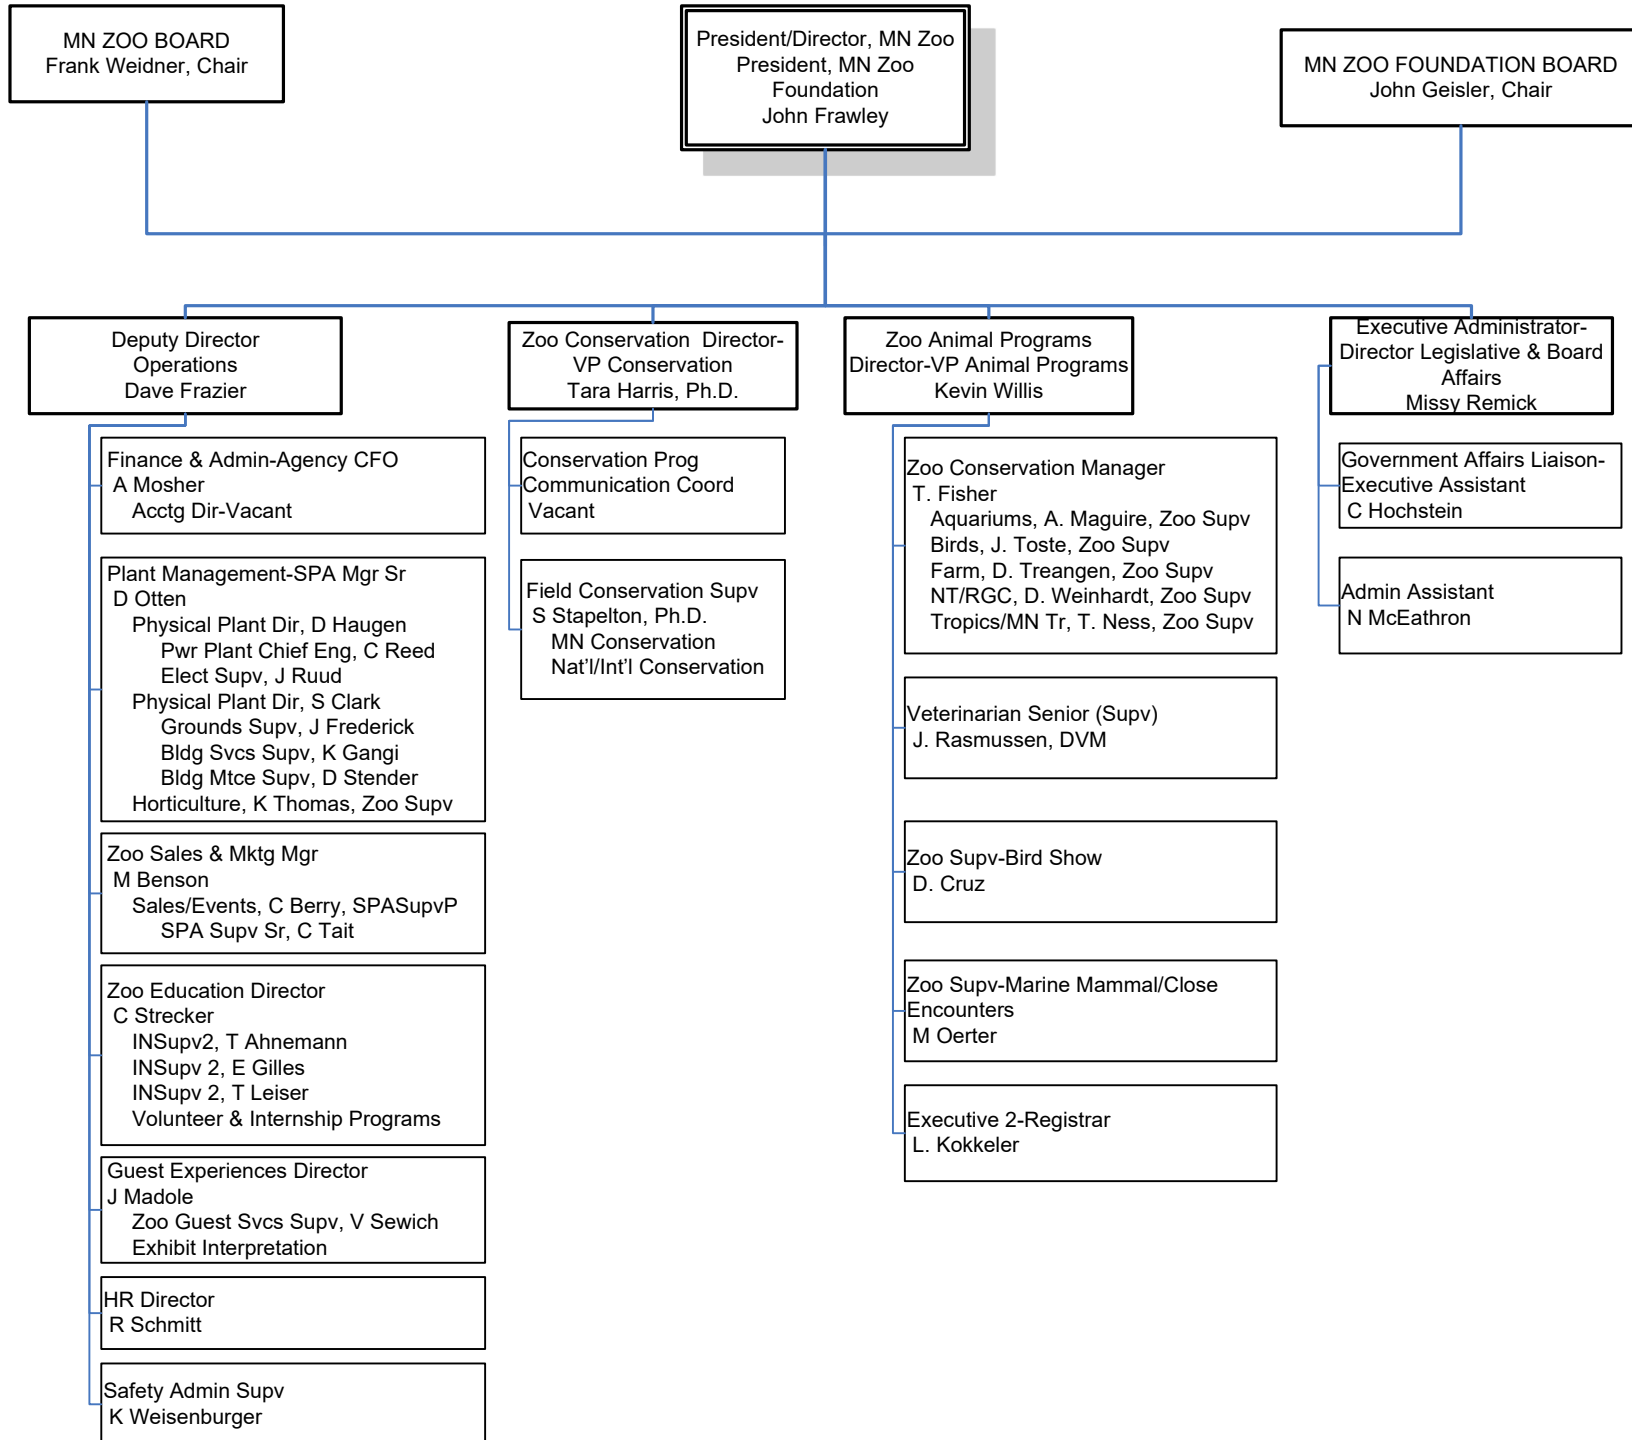 MN ZOO BOARD
Frank Weidner, Chair
President/Director, MN Zoo
President, MN Zoo
Foundation
John Frawley
MN ZOO FOUNDATION BOARD
John Geisler, Chair
Deputy Director
Operations
Dave Frazier
Zoo Conservation Director-
VP Conservation
Tara Harris, Ph.D.
Zoo Animal Programs
Director-VP Animal Programs
Kevin Willis
Executive Administrator-
Director Legislative & Board
Affairs
Missy Remick
Finance & Admin-Agency CFO
A Mosher
Acctg Dir-Vacant
Plant Management-SPA Mgr Sr
D Otten
Physical Plant Dir, D Haugen
Pwr Plant Chief Eng, C Reed
Elect Supv, J Ruud
Physical Plant Dir, S Clark
Grounds Supv, J Frederick
Bldg Svcs Supv, K Gangi
Bldg Mtce Supv, D Stender
Horticulture, K Thomas, Zoo Supv
Zoo Sales & Mktg Mgr
M Benson
Sales/Events, C Berry, SPASupvP
SPA Supv Sr, C Tait
Zoo Education Director
C Strecker
INSupv2, T Ahnemann
INSupv 2, E Gilles
INSupv 2, T Leiser
Volunteer & Internship Programs
Guest Experiences Director
J Madole
Zoo Guest Svcs Supv, V Sewich
Exhibit Interpretation
HR Director
R Schmitt
Safety Admin Supv
K Weisenburger
Conservation Prog
Communication Coord
Vacant
Field Conservation Supv
S Stapelton, Ph.D.
MN Conservation
Nat'l/Int'l Conservation
Zoo Conservation Manager
T. Fisher
Aquariums, A. Maguire, Zoo Supv
Birds, J. Toste, Zoo Supv
Farm, D. Treangen, Zoo Supv
NT/RGC, D. Weinhardt, Zoo Supv
Tropics/MN Tr, T. Ness, Zoo Supv
Veterinarian Senior (Supv)
J. Rasmussen, DVM
Zoo Supv-Bird Show
D. Cruz
Zoo Supv-Marine Mammal/Close
Encounters
M Oerter
Executive 2-Registrar
L. Kokkeler
Government Affairs Liaison-
Executive Assistant
C Hochstein
Admin Assistant
N McEathron